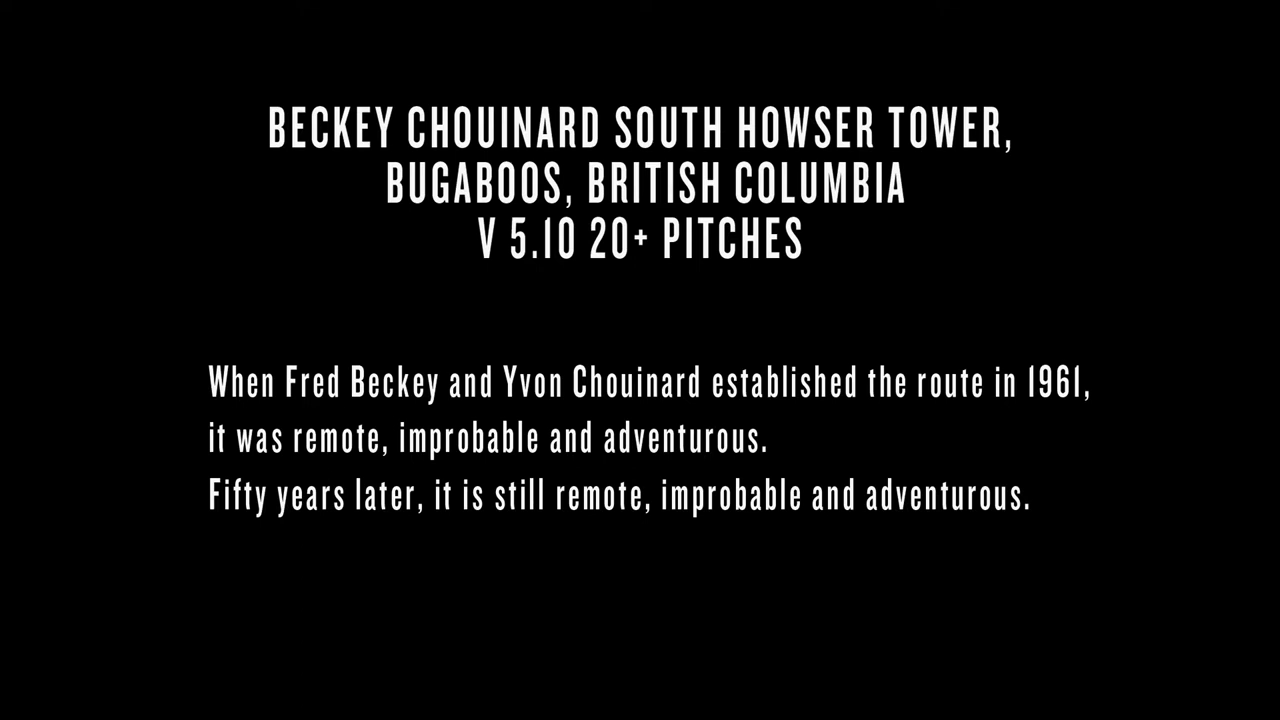 BECKEY CHOUINARD SOUTH HOWSER TOWER,
BUGABOOS, BRITISH COLUMBIA
V 5.10 20+ PITCHES
When Fred Beckey and Yvon Chouinard established the route in 1961,
it was remote, improbable and adventurous.
Fifty years later, it is still remote, improbable and adventurous.